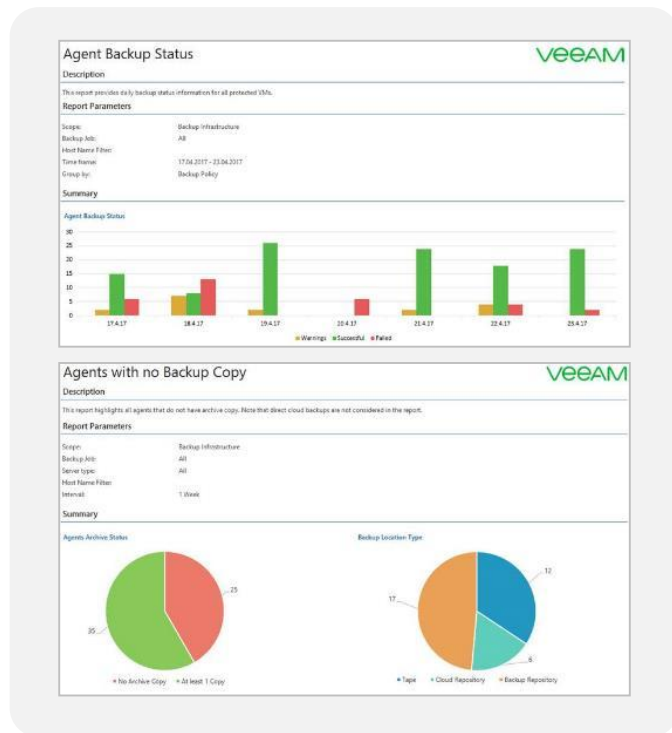 Agent Backup Status
veeam
Description
This report provides daily backup status information for all protected VMs.
Report Parameters
Scope: Backup Infrastructure
Backup Job: All
Host Name Filter:
Time frame: 17.04.2017 - 23.04.2017
Group by: Backup Policy
Summary
Agent Backup Status
30
25
20
15
10
5
0
17.4.17 18.4.17 19.4.17 20.4.17 21.4.17 22.4.17 23.4.17
Warnings Successful Failed
Agents with no Backup Copy
veeam
Description
This report highlights all agents that do not have archive copy. Note that direct cloud backups are not considered in the report.
Report Parameters
Scope: Backup Infrastructure
Backup Job: All
Server type: All
Host Name Filter:
Interval: 1 Week
Summary
Agents Archive Status
25
35
No Archive Copy At least 1 Copy
Backup Location Type
12
17
6
Tape Cloud Repository Backup Repository